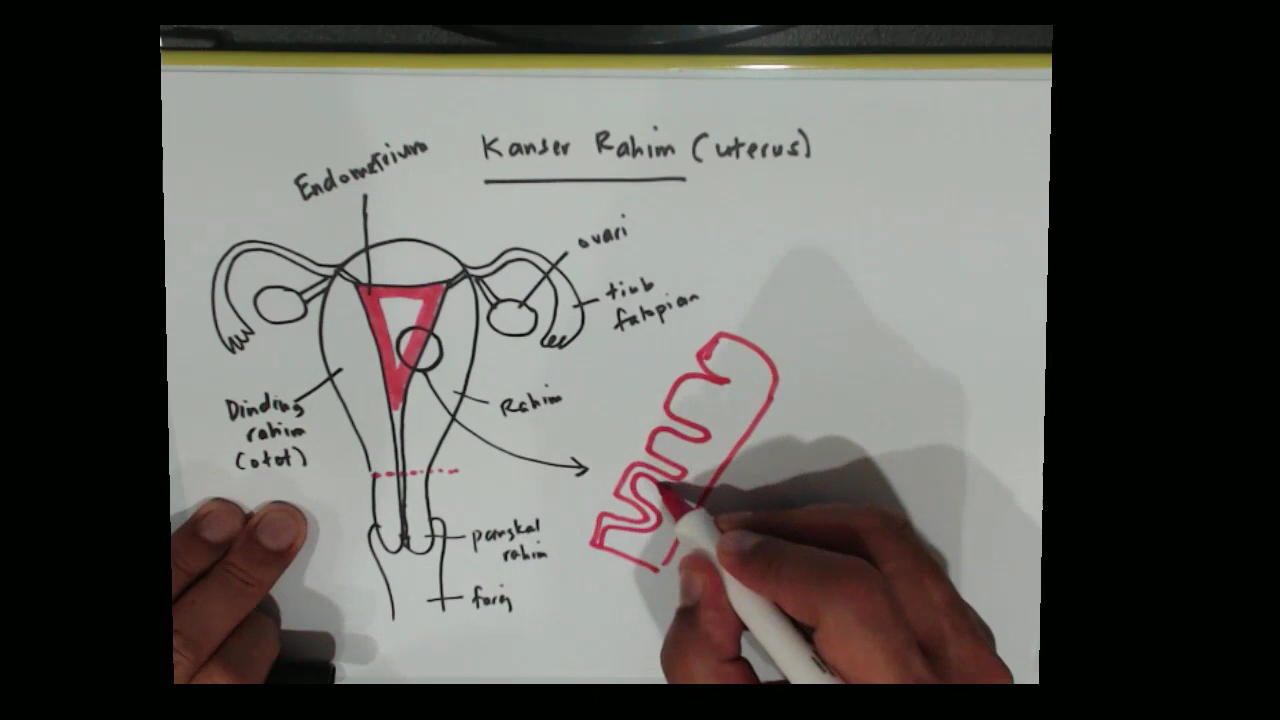 Kanser Rahim (uterus)
Endometrium
ovari
tiub
falopian
Dinding
rahim
(otot)
Rahim
pangkal
rahim
faraj